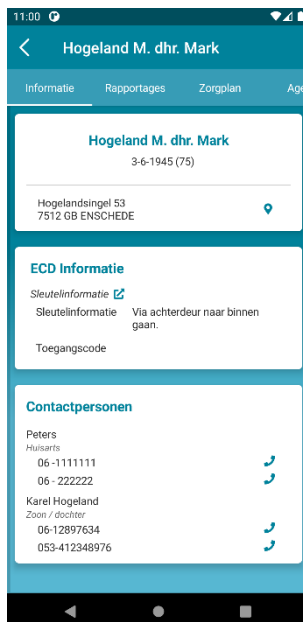 11:00
Hogeland M. dhr. Mark
Informatie Rapportages Zorgplan Age
Hogeland M. dhr. Mark
3-6-1945 (75)
Hogelandsingel 53
7512 GB ENSCHEDE
ECD Informatie
Sleutelinformatie
Sleutelinformatie Via achterdeur naar binnen
gaan.
Toegangscode
Contactpersonen
Peters
Huisarts
06 -1111111
06 - 222222
Karel Hogeland
Zoon / dochter
06-12897634
053-412348976